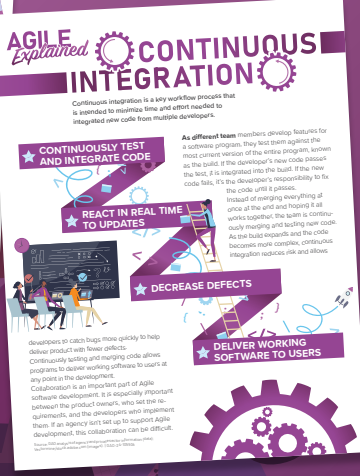 AGILE
Explained
CONTINUOUS
INTEGRATION
Continuous integration is a key workflow process that
is intended to minimize time and effort needed to
integrated new code from multiple developers.
CONTINUOUSLY TEST
AND INTEGRATE CODE
REACT IN REAL TIME
TO UPDATES
DECREASE DEFECTS
DELIVER WORKING
SOFTWARE TO USERS
As different team members develop features for
a software program, they test them against the
most current version of the entire program, known
as the build. If the developer's new code passes
the test, it is integrated into the build. If the new
code fails, it's the developer's responsibility to fix
the code until it passes.
Instead of merging everything at
once at the end and hoping it all
works together, the team is continu-
ously merging and testing new code.
As the build expands and the code
becomes more complex, continuous
integration reduces risk and allows
developers to catch bugs more quickly to help
deliver product with fewer defects.
Continuously testing and merging code allows
programs to deliver working software to users at
any point in the development.
Collaboration is an important part of Agile
software development. It is especially important
between the product owners, who set the re-
quirements, and the developers who implement
them. If an agency isn't set up to support Agile
development, this collaboration can be difficult.